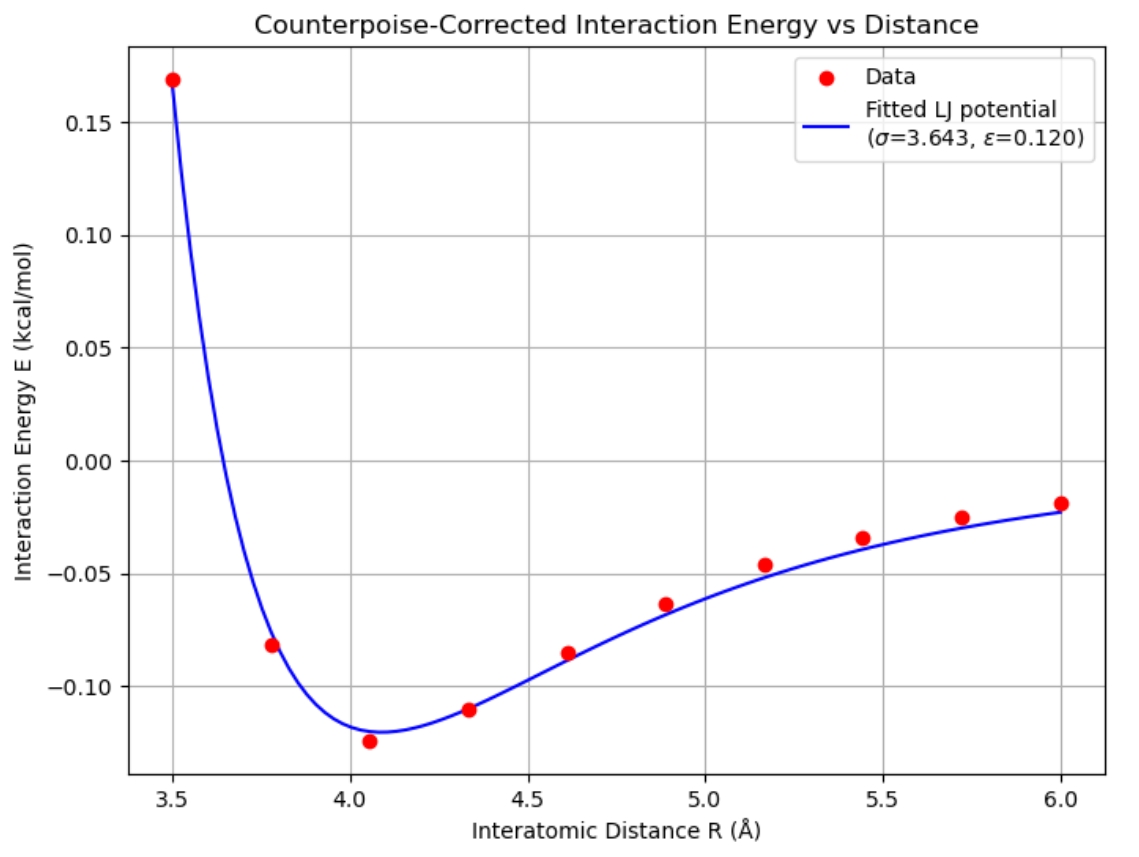 Counterpoise-Corrected Interaction Energy vs Distance
Data
Fitted LJ potential
(σ=3.643, ε=0.120)
Interaction Energy E (kcal/mol)
0.15
0.10
0.05
0.00
−0.05
−0.10
3.5 4.0 4.5 5.0 5.5 6.0
Interatomic Distance R (Å)